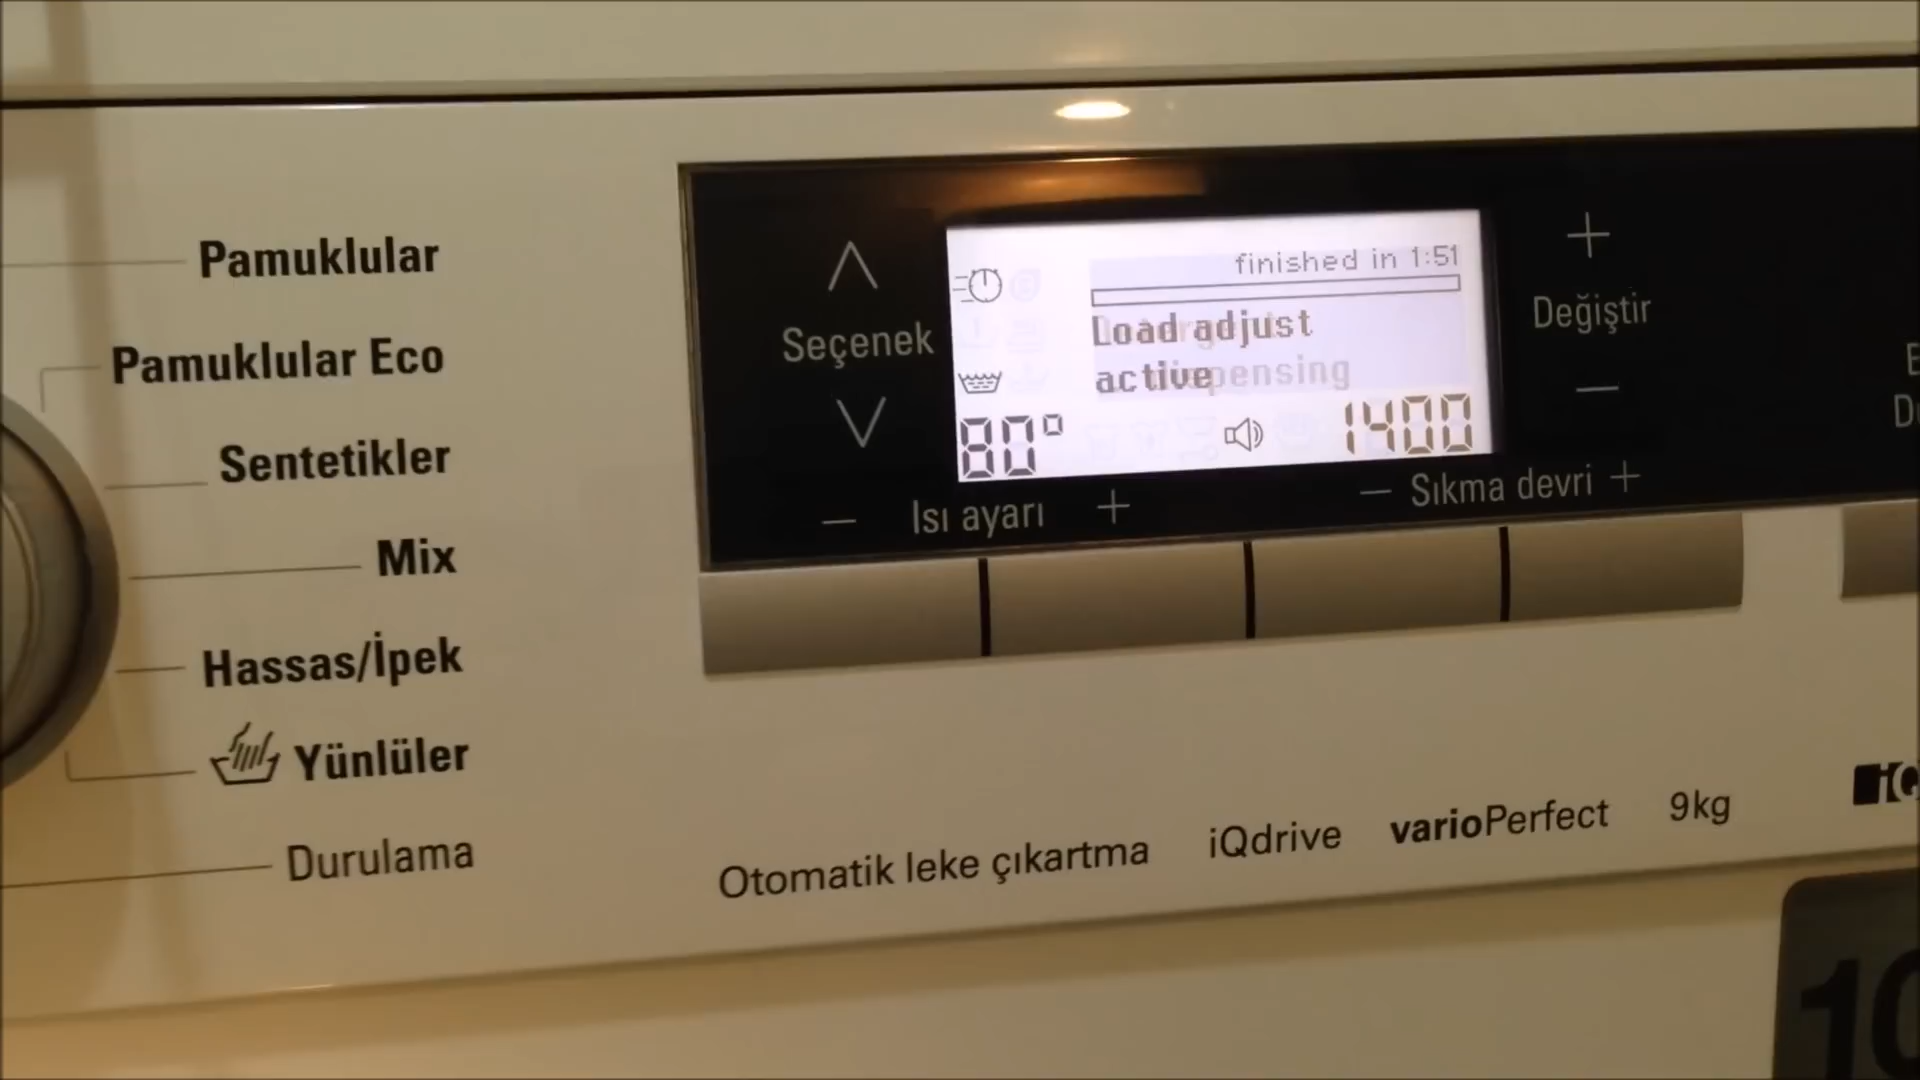 Pamuklular
Pamuklular Eco
Sentetikler
Mix
Hassas/İpek
Yünlüler
Durulama
Seçenek
finished in 1:51
Load adjust
active
80°
1400
Değiştir
− Isı ayarı +
− Sıkma devri +
Otomatik leke çıkartma iQdrive varioPerfect 9kg